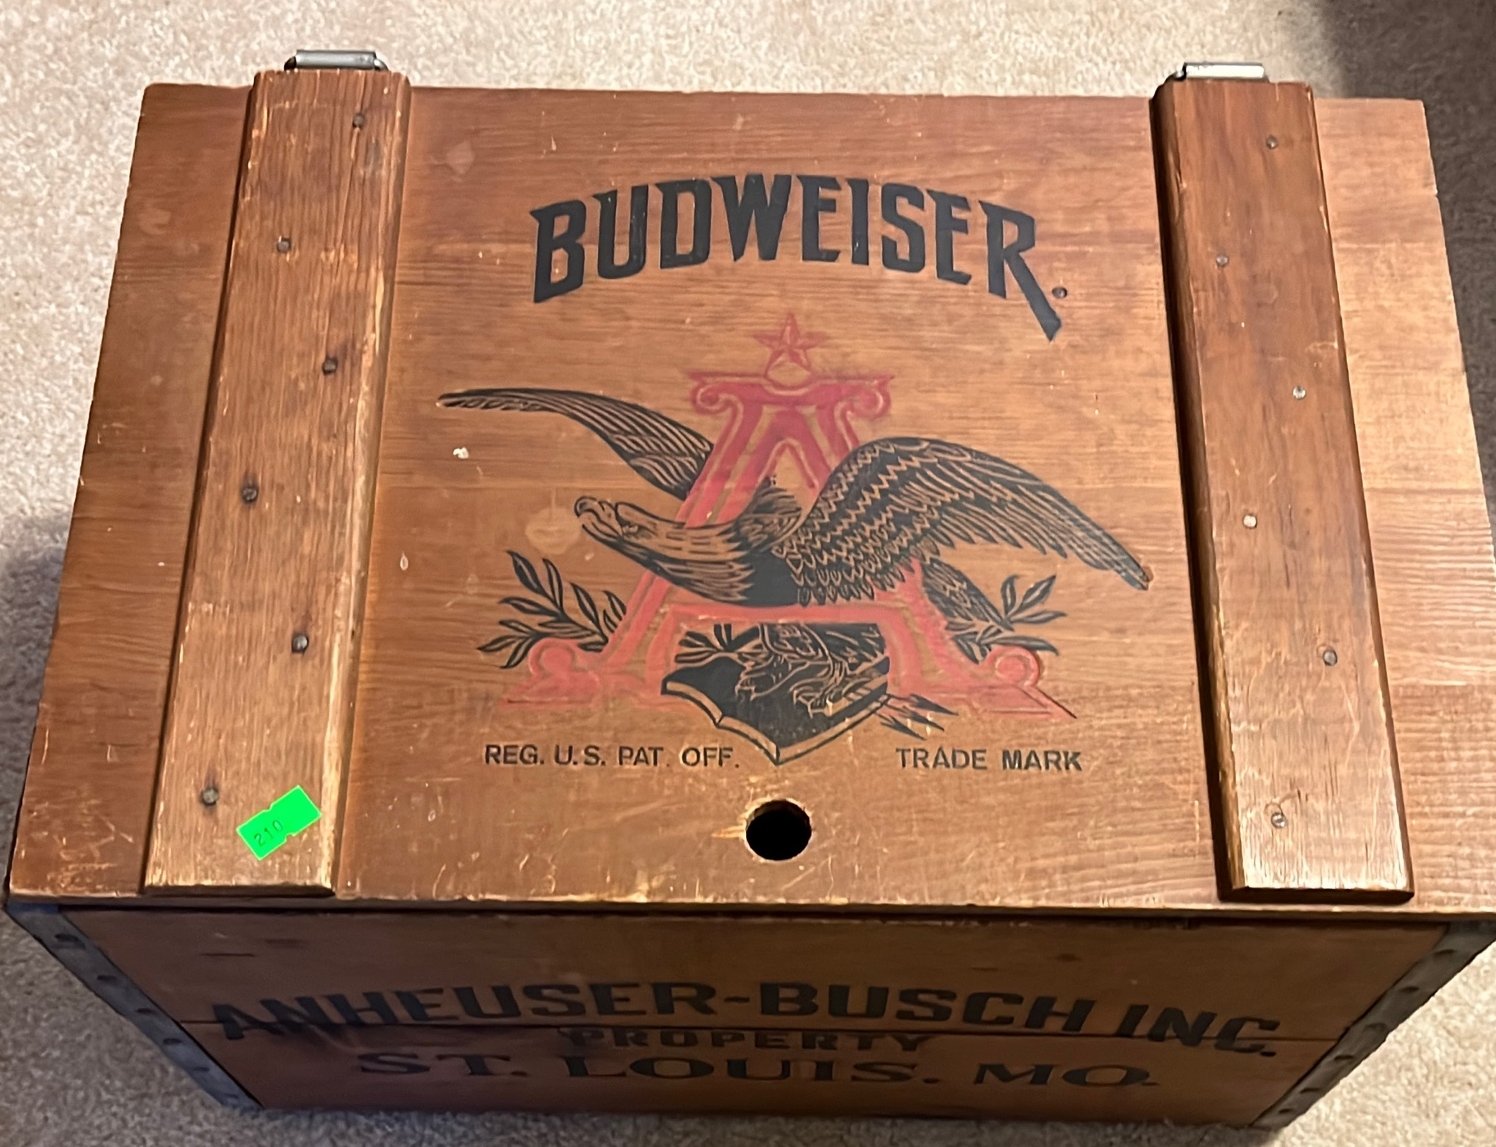 BUDWEISER.
REG. U.S. PAT. OFF. TRADE MARK
210
ANHEUSER-BUSCH INC.
PROPERTY
ST. LOUIS. MO.